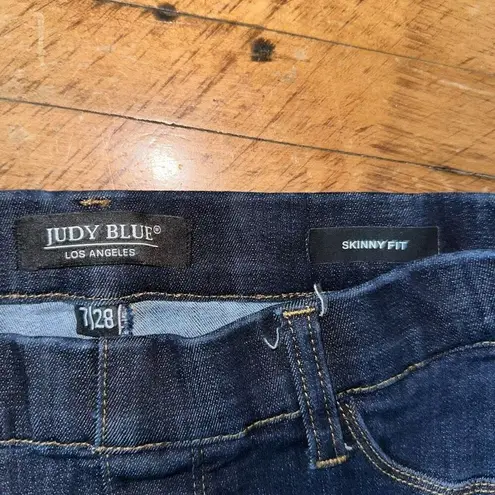 JUDY BLUE®
LOS ANGELES
SKINNY FIT
7|28